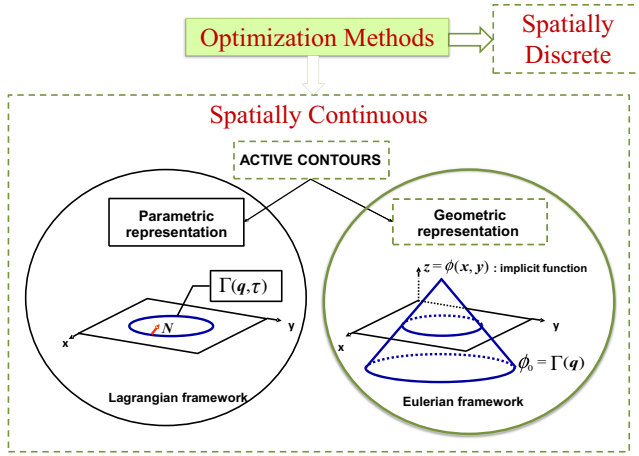 Optimization Methods
Spatially
Discrete
Spatially Continuous
ACTIVE CONTOURS
Parametric
representation
Geometric
representation
Γ(q,τ)
N
x
y
Lagrangian framework
z = ϕ(x, y) : implicit function
x
y
ϕ₀ = Γ(q)
Eulerian framework